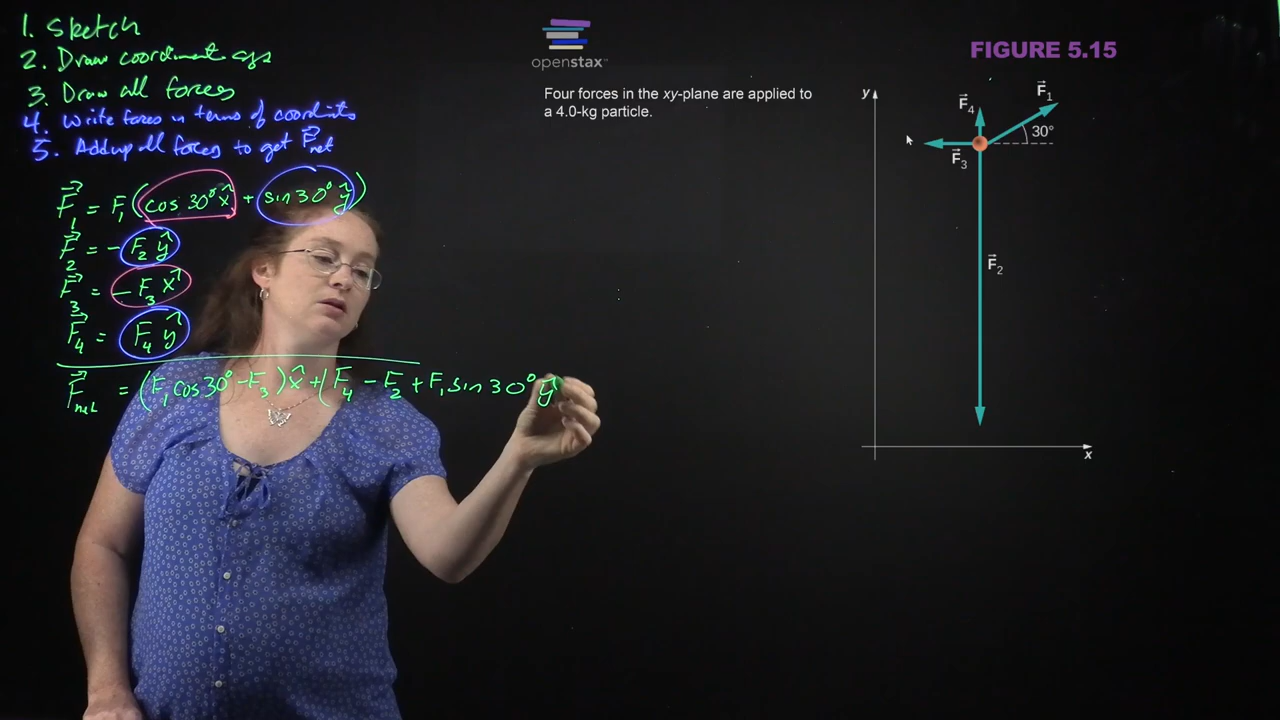 1. Sketch
2. Draw coordinate sys
3. Draw all forces
4. Write forces in terms of coordinates
5. Add up all forces to get F⃗net
F⃗1 = F1(cos 30° x̂ + sin 30° ŷ)
F⃗2 = - F2 ŷ
F⃗3 = - F3 x̂
F⃗4 = F4 ŷ
F⃗net = (F1 cos 30° - F3) x̂ + (F4 - F2 + F1 sin 30° ŷ
openstax™
Four forces in the xy-plane are applied to
a 4.0-kg particle.
FIGURE 5.15
y
F⃗4
F⃗1
30°
F⃗3
F⃗2
x